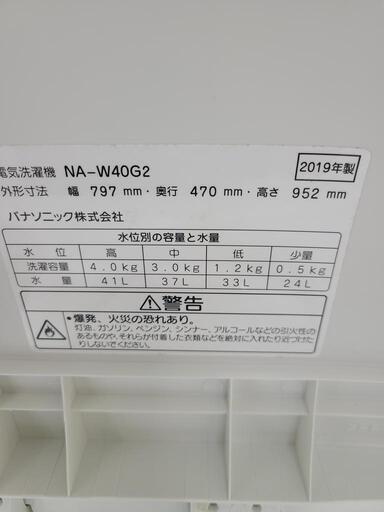 電気洗濯機 NA-W40G2 2019年製
外形寸法 幅 797 mm・奥行 470 mm・高さ 952 mm
パナソニック株式会社
水位別の容量と水量
水位 高 中 低 少量
洗濯容量 4.0kg 3.0kg 1.2kg 0.5kg
水量 41L 37L 33L 24L
警告
・爆発、火災の恐れあり。
灯油、ガソリン、ベンジン、シンナー、アルコールなどの引火性の
あるものや、それらが付着した衣類などを絶対に入れたり近づけた
りしないでください。